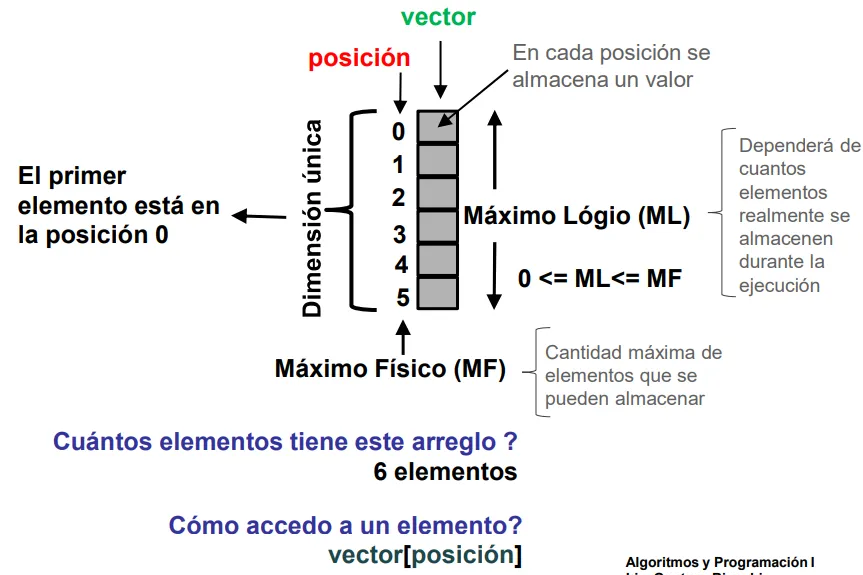 vector
posición
En cada posición se
almacena un valor
0
1
2
3
4
5
Dimensión única
El primer
elemento está en
la posición 0
Máximo Lógio (ML)
0 <= ML<= MF
Dependerá de
cuantos
elementos
realmente se
almacenen
durante la
ejecución
Máximo Físico (MF)
Cantidad máxima de
elementos que se
pueden almacenar
Cuántos elementos tiene este arreglo ?
6 elementos
Cómo accedo a un elemento?
vector[posición]
Algoritmos y Programación I